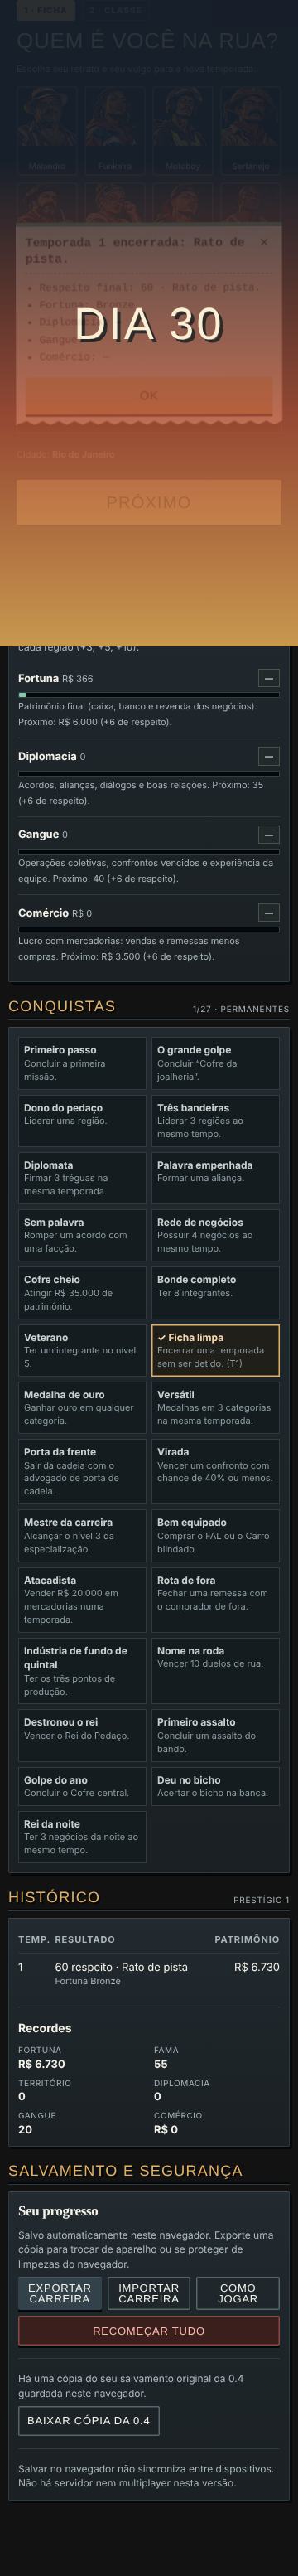 1 · FICHA 2 · CLASSE
QUEM É VOCÊ NA RUA?
Escolha seu retrato e seu vulgo para a nova temporada.
Malandro Funkeira Motoboy Sertanejo
Temporada 1 encerrada: Rato de ×
pista.
• Respeito final: 60 · Rato de pista.
• Fortuna: Bronze
• Diplomacia: —
• Gangue: —
• Comércio: —
DIA 30
OK
Cidade: Rio de Janeiro
PRÓXIMO
cada região (+3, +5, +10).
Fortuna R$ 366 —
Patrimônio final (caixa, banco e revenda dos negócios).
Próximo: R$ 6.000 (+6 de respeito).
Diplomacia 0 —
Acordos, alianças, diálogos e boas relações. Próximo: 35
(+6 de respeito).
Gangue 0 —
Operações coletivas, confrontos vencidos e experiência da
equipe. Próximo: 40 (+6 de respeito).
Comércio R$ 0 —
Lucro com mercadorias: vendas e remessas menos
compras. Próximo: R$ 3.500 (+6 de respeito).
CONQUISTAS 1/27 · PERMANENTES
Primeiro passo
Concluir a primeira
missão.
O grande golpe
Concluir “Cofre da
joalheria”.
Dono do pedaço
Liderar uma região.
Três bandeiras
Liderar 3 regiões ao
mesmo tempo.
Diplomata
Firmar 3 tréguas na
mesma temporada.
Palavra empenhada
Formar uma aliança.
Sem palavra
Romper um acordo com
uma facção.
Rede de negócios
Possuir 4 negócios ao
mesmo tempo.
Cofre cheio
Atingir R$ 35.000 de
patrimônio.
Bonde completo
Ter 8 integrantes.
Veterano
Ter um integrante no nível
5.
✓ Ficha limpa
Encerrar uma temporada
sem ser detido. (T1)
Medalha de ouro
Ganhar ouro em qualquer
categoria.
Versátil
Medalhas em 3 categorias
na mesma temporada.
Porta da frente
Sair da cadeia com o
advogado de porta de
cadeia.
Virada
Vencer um confronto com
chance de 40% ou menos.
Mestre da carreira
Alcançar o nível 3 da
especialização.
Bem equipado
Comprar o FAL ou o Carro
blindado.
Atacadista
Vender R$ 20.000 em
mercadorias numa
temporada.
Rota de fora
Fechar uma remessa com
o comprador de fora.
Indústria de fundo de
quintal
Ter os três pontos de
produção.
Nome na roda
Vencer 10 duelos de rua.
Destronou o rei
Vencer o Rei do Pedaço.
Primeiro assalto
Concluir um assalto do
bando.
Golpe do ano
Concluir o Cofre central.
Deu no bicho
Acertar o bicho na banca.
Rei da noite
Ter 3 negócios da noite ao
mesmo tempo.
HISTÓRICO PRESTÍGIO 1
TEMP. RESULTADO PATRIMÔNIO
1 60 respeito · Rato de pista R$ 6.730
Fortuna Bronze
Recordes
FORTUNA FAMA
R$ 6.730 55
TERRITÓRIO DIPLOMACIA
0 0
GANGUE COMÉRCIO
20 R$ 0
SALVAMENTO E SEGURANÇA
Seu progresso
Salvo automaticamente neste navegador. Exporte uma
cópia para trocar de aparelho ou se proteger de
limpezas do navegador.
EXPORTAR
CARREIRA
IMPORTAR
CARREIRA
COMO
JOGAR
RECOMEÇAR TUDO
Há uma cópia do seu salvamento original da 0.4
guardada neste navegador.
BAIXAR CÓPIA DA 0.4
Salvar no navegador não sincroniza entre dispositivos.
Não há servidor nem multiplayer nesta versão.